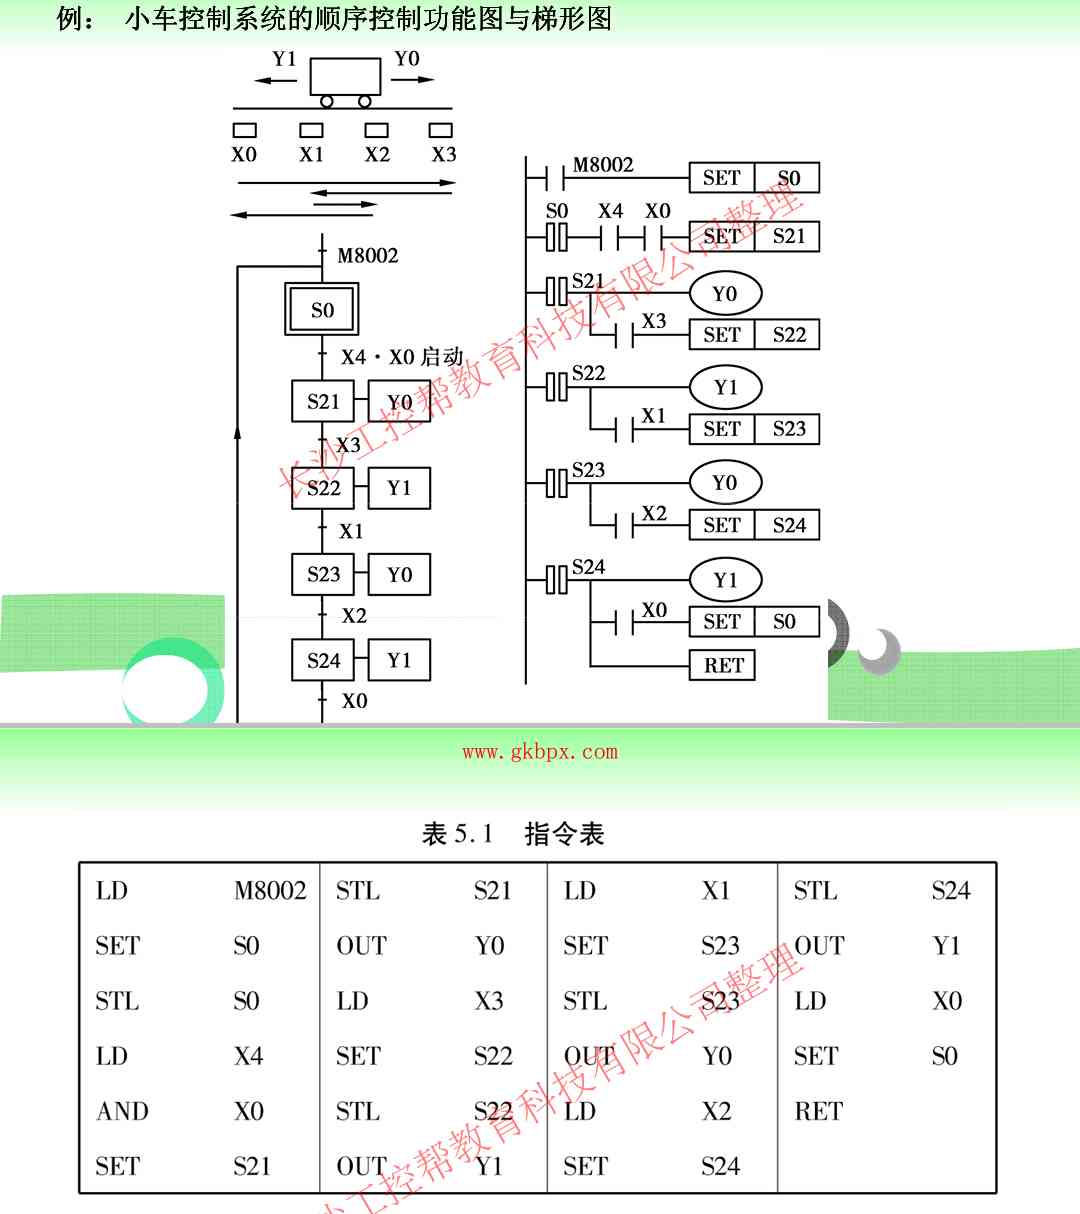 例： 小车控制系统的顺序控制功能图与梯形图
Y1 Y0
X0 X1 X2 X3
M8002
S0
X4·X0 启动
S21 Y0
X3
S22 Y1
X1
S23 Y0
X2
S24 Y1
X0
M8002 SET S0
S0 X4 X0 SET S21
S21 Y0
X3 SET S22
S22 Y1
X1 SET S23
S23 Y0
X2 SET S24
S24 Y1
X0 SET S0
RET
长沙工控帮教育科技有限公司整理
www.gkbpx.com
表 5.1 指令表
LD M8002 STL S21 LD X1 STL S24
SET S0 OUT Y0 SET S23 OUT Y1
STL S0 LD X3 STL S23 LD X0
LD X4 SET S22 OUT Y0 SET S0
AND X0 STL S22 LD X2 RET
SET S21 OUT Y1 SET S24
沙工控帮教育科技有限公司整理